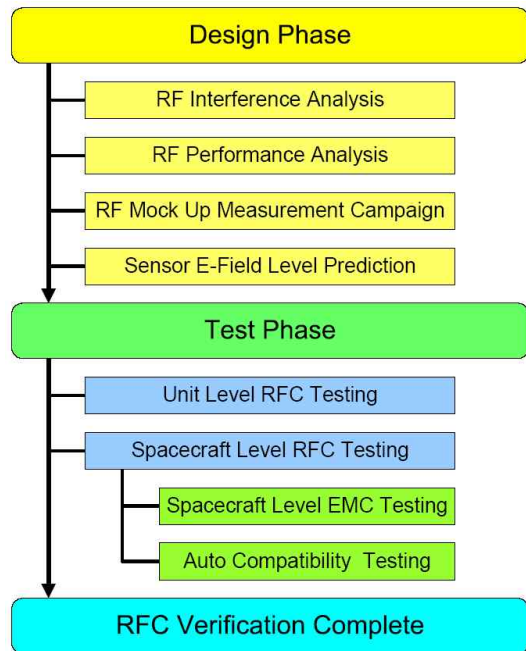 Design Phase
RF Interference Analysis
RF Performance Analysis
RF Mock Up Measurement Campaign
Sensor E-Field Level Prediction
Test Phase
Unit Level RFC Testing
Spacecraft Level RFC Testing
Spacecraft Level EMC Testing
Auto Compatibility Testing
RFC Verification Complete